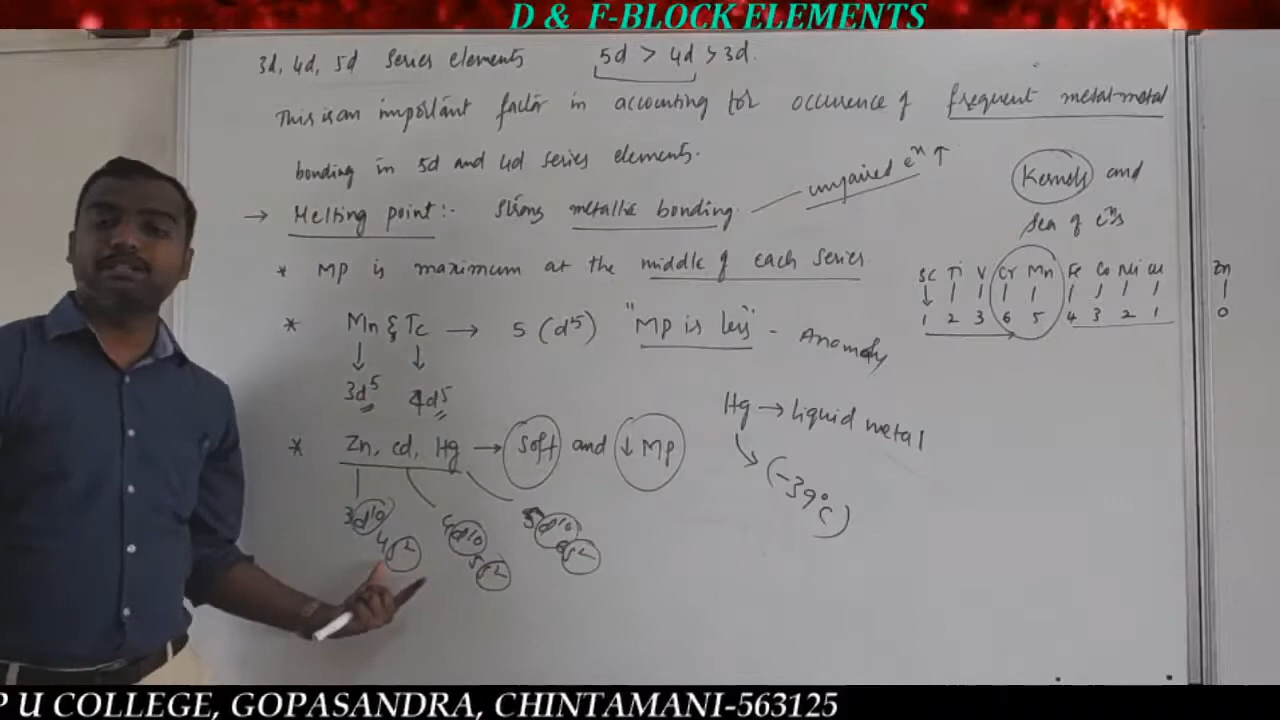 D & F-BLOCK ELEMENTS
3d, 4d, 5d series elements 5d > 4d > 3d.
This is an important factor in accounting for occurence of frequent metal-metal
bonding in 5d and 4d series elements.
→ Melting point:- Strong metallic bonding. unpaired eⁿ ↑
Kernels and
sea of eⁿs
* MP is maximum at the middle of each series
Sc Ti V Cr Mn Fe Co Ni Cu Zn
1 2 3 6 5 4 3 2 1 0
* Mn & Tc → 5 (d⁵) "MP is less" - Anomaly
3d⁵ 4d⁵
Hg → liquid metal
(-39°C)
* Zn, cd, Hg → Soft and ↓ MP
3d¹⁰ 4s² 4d¹⁰ 5s² 5d¹⁰ 6s²
P U COLLEGE, GOPASANDRA, CHINTAMANI-563125